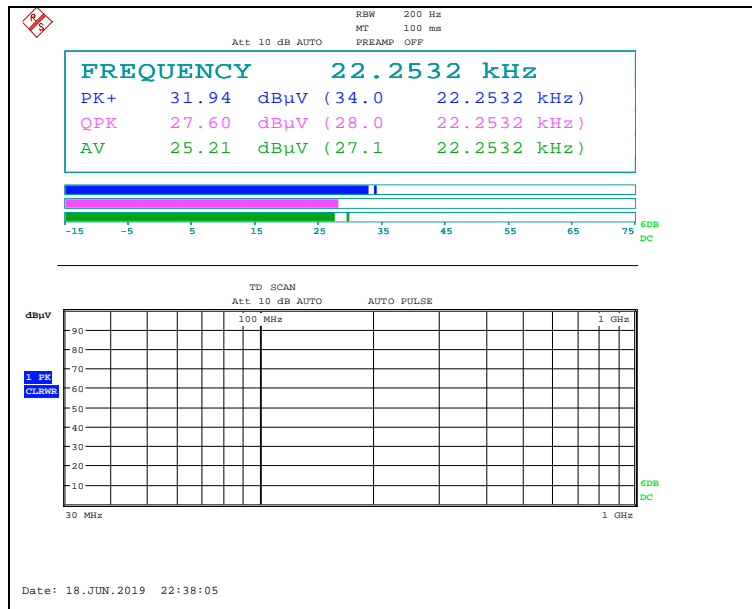 R S
RBW 200 Hz
MT 100 ms
Att 10 dB AUTO PREAMP OFF
FREQUENCY 22.2532 kHz
PK+ 31.94 dBµV (34.0 22.2532 kHz)
QPK 27.60 dBµV (28.0 22.2532 kHz)
AV 25.21 dBµV (27.1 22.2532 kHz)
-15 -5 5 15 25 35 45 55 65 75
6DB
DC
TD SCAN
Att 10 dB AUTO AUTO PULSE
dBµV
100 MHz 1 GHz
90
80
70
1 PK
60
CLRWR
50
40
30
20
10
6DB
DC
30 MHz 1 GHz
Date: 18.JUN.2019 22:38:05